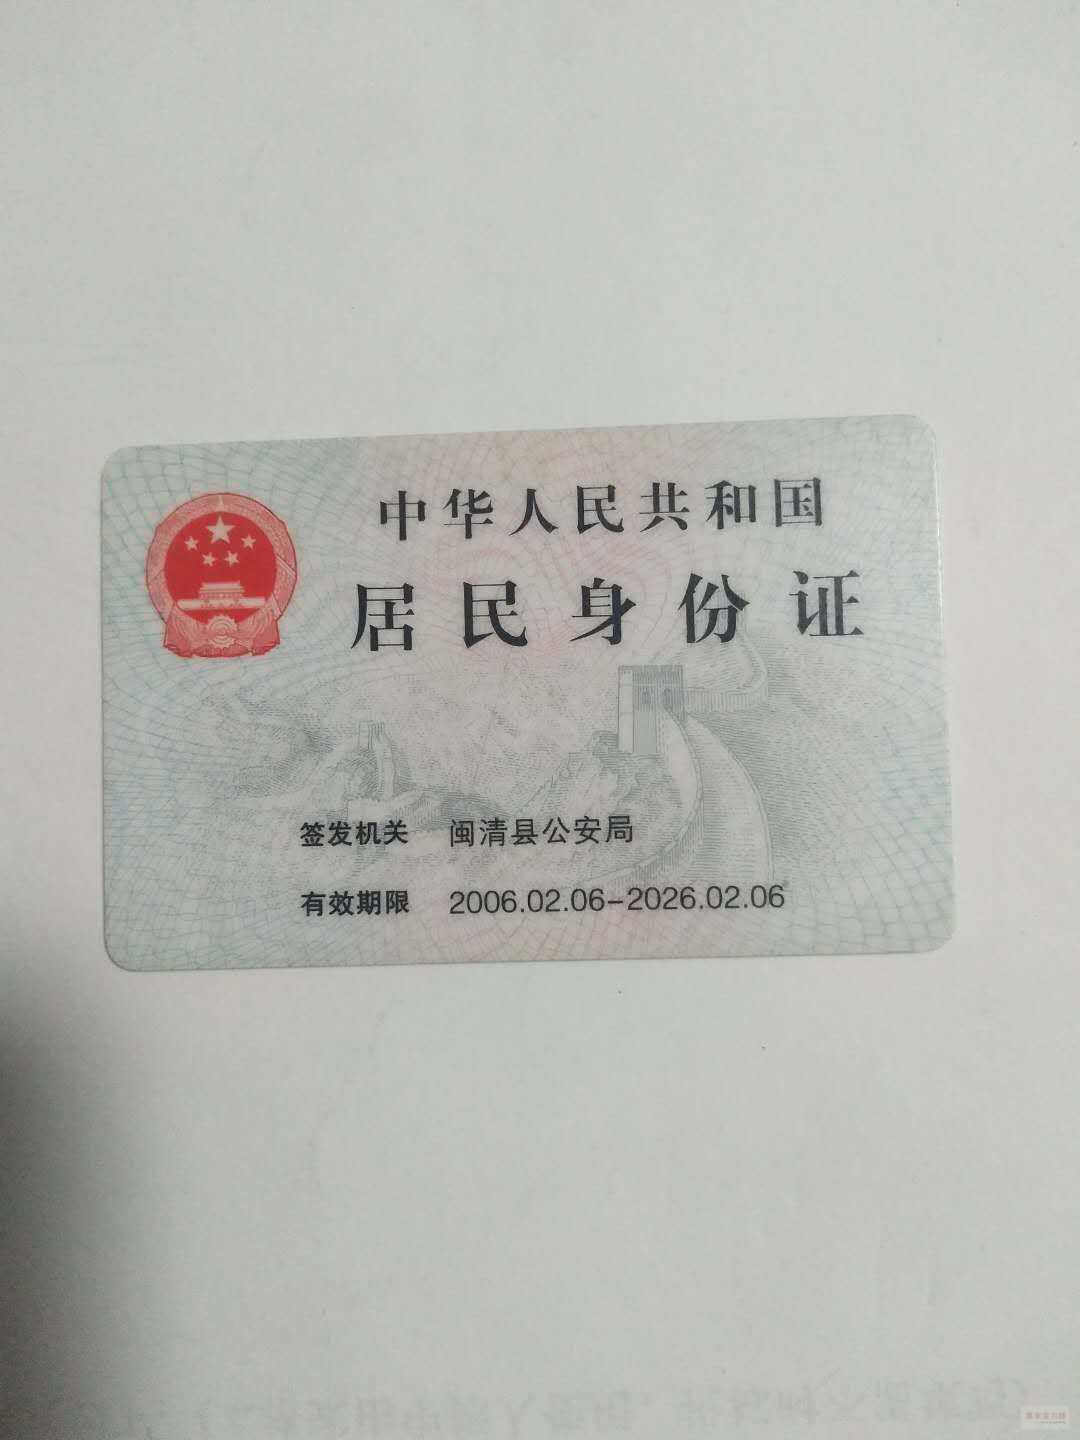 中华人民共和国
居民身份证
签发机关 闽清县公安局
有效期限 2006.02.06-2026.02.06